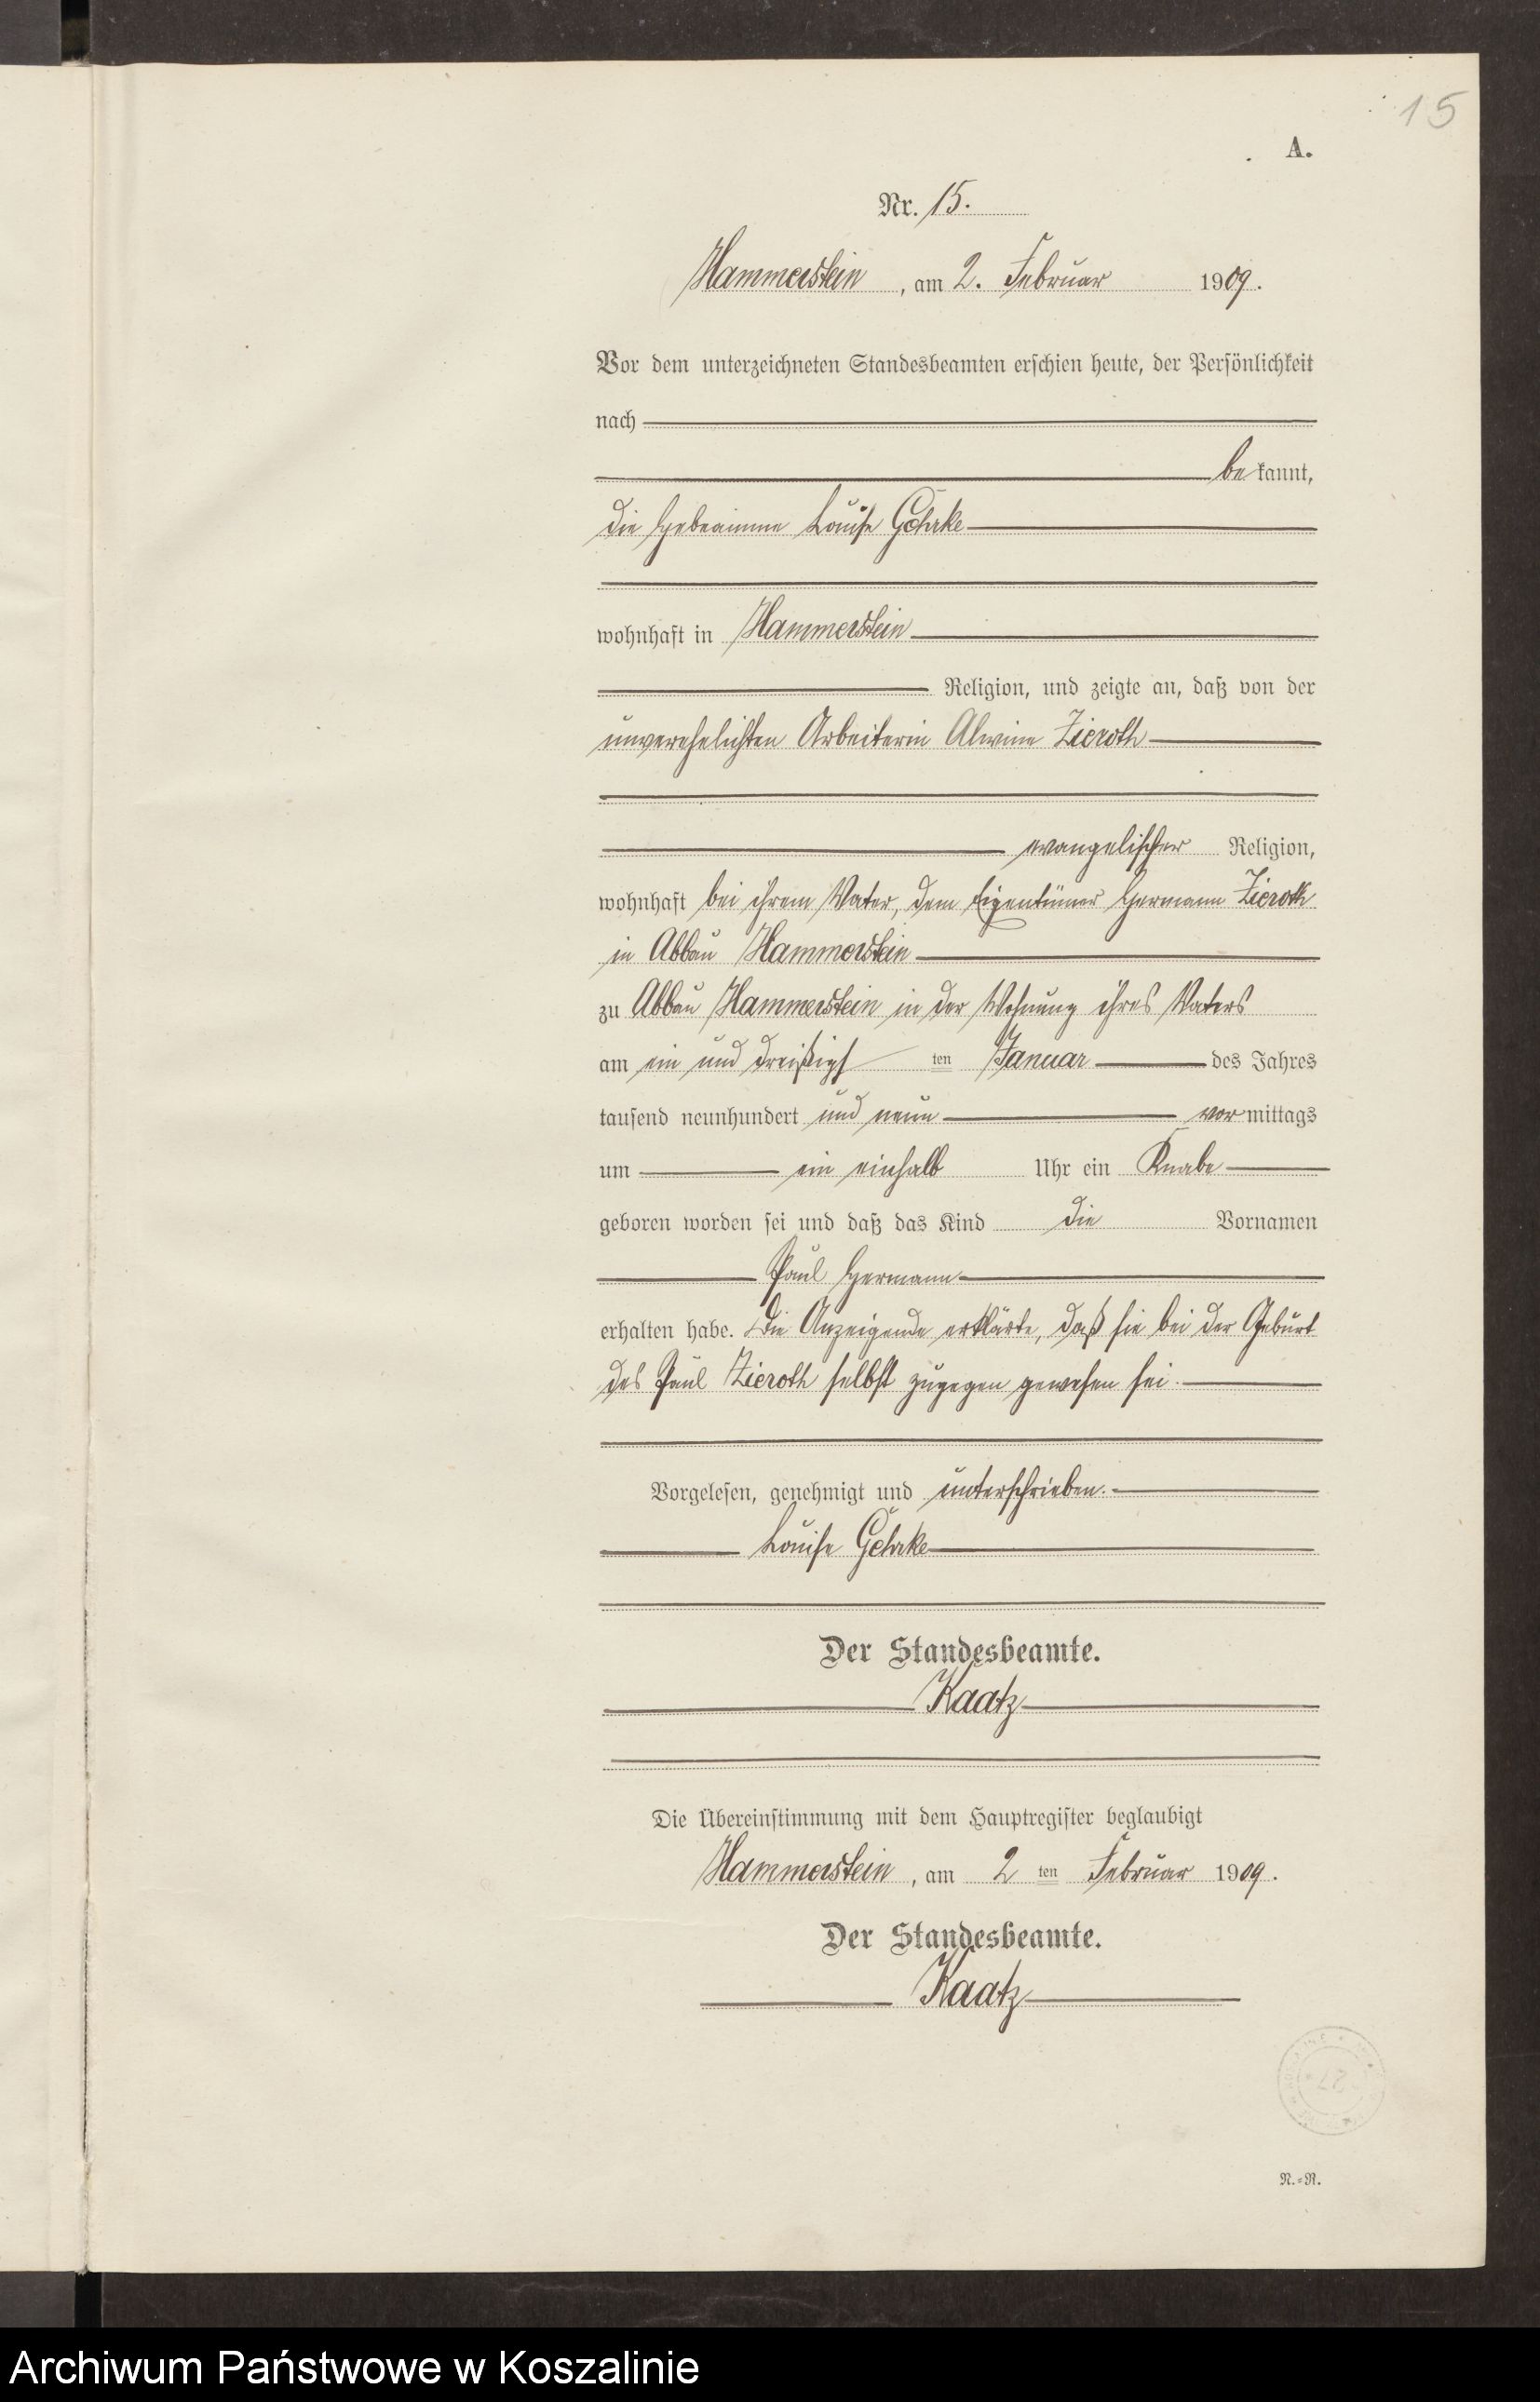 15
A.
Nr. 15.
Hammerstein, am 2. Februar 1909.
Vor dem unterzeichneten Standesbeamten erschien heute, der Persönlichkeit
nach
bekannt,
die Hebeamme Louise Gehrke
wohnhaft in Hammerstein
Religion, und zeigte an, daß von der
unverehelichten Arbeiterin Alwine Zieroth
evangelischer Religion,
wohnhaft bei ihrem Vater, dem Eigentümer Hermann Zieroth
in Abbau Hammerstein
zu Abbau Hammerstein in der Wohnung ihres Vaters
am ein und dreißigsten Januar des Jahres
tausend neunhundert und neun vormittags
um ein einhalb Uhr ein Knabe
geboren worden sei und daß das Kind die Vornamen
Paul Hermann
erhalten habe. Die Anzeigende erklärte, daß sie bei der Geburt
des Paul Zieroth selbst zugegen gewesen sei.
Vorgelesen, genehmigt und unterschrieben.
Louise Gehrke
Der Standesbeamte.
Kaatz
Die Übereinstimmung mit dem Hauptregister beglaubigt
Hammerstein, am 2ten Februar 1909.
Der Standesbeamte.
Kaatz
N.=R.
Archiwum Państwowe w Koszalinie